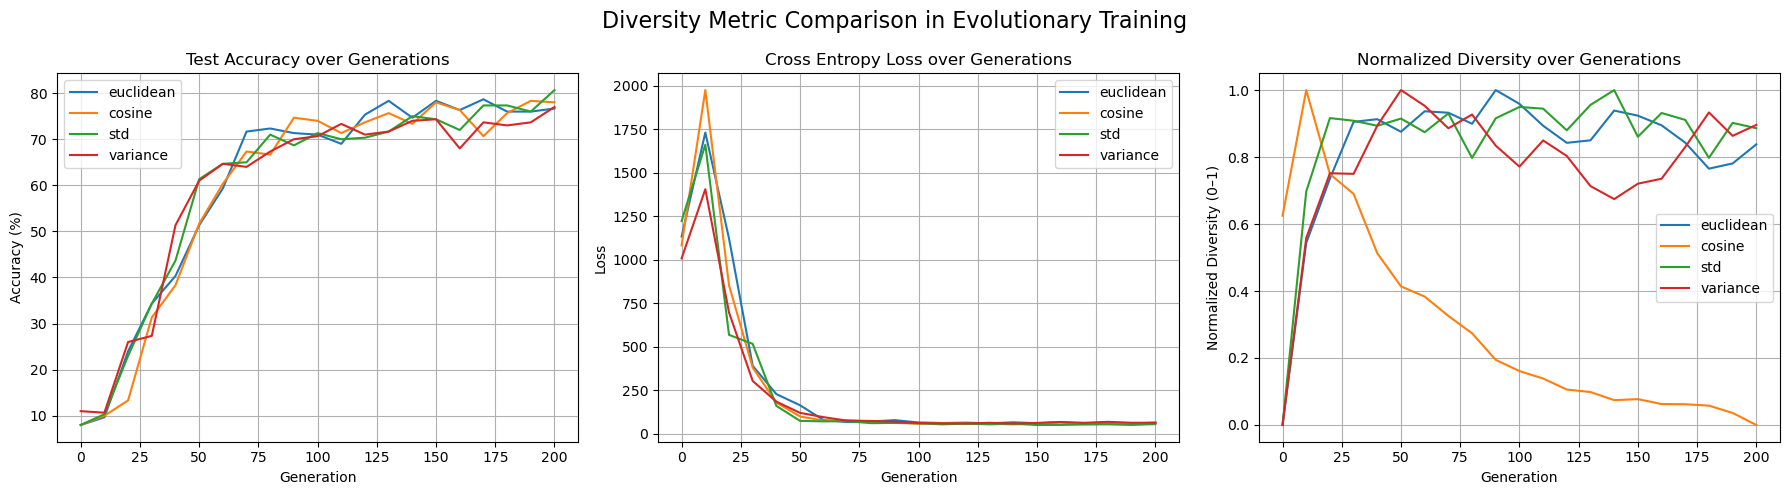 Diversity Metric Comparison in Evolutionary Training
Test Accuracy over Generations
Accuracy (%)
80
70
60
50
40
30
20
10
euclidean
cosine
std
variance
0 25 50 75 100 125 150 175 200
Generation
Cross Entropy Loss over Generations
Loss
2000
1750
1500
1250
1000
750
500
250
0
euclidean
cosine
std
variance
0 25 50 75 100 125 150 175 200
Generation
Normalized Diversity over Generations
Normalized Diversity (0–1)
1.0
0.8
0.6
0.4
0.2
0.0
euclidean
cosine
std
variance
0 25 50 75 100 125 150 175 200
Generation